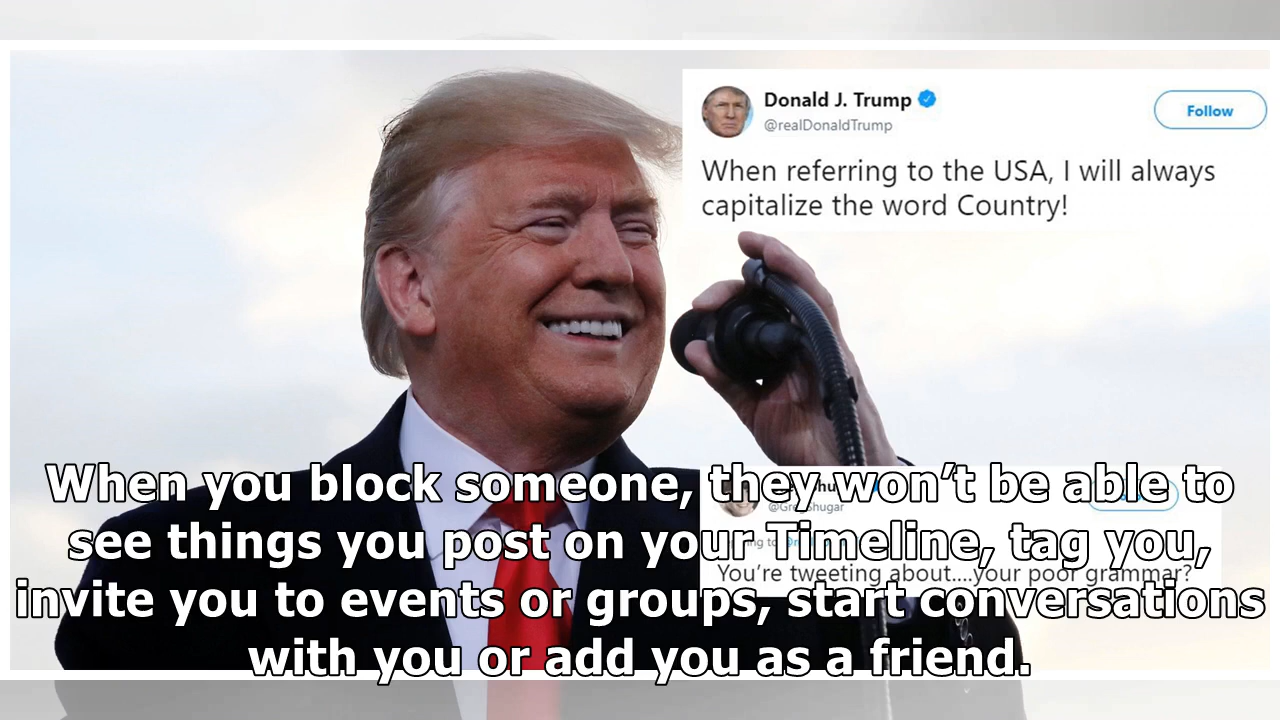 Donald J. Trump
@realDonaldTrump
Follow
When referring to the USA, I will always
capitalize the word Country!
When you block someone, they won’t be able to
@GregShugar
see things you post on your Timeline, tag you,
You’re tweeting about....your poor grammar?
invite you to events or groups, start conversations
with you or add you as a friend.